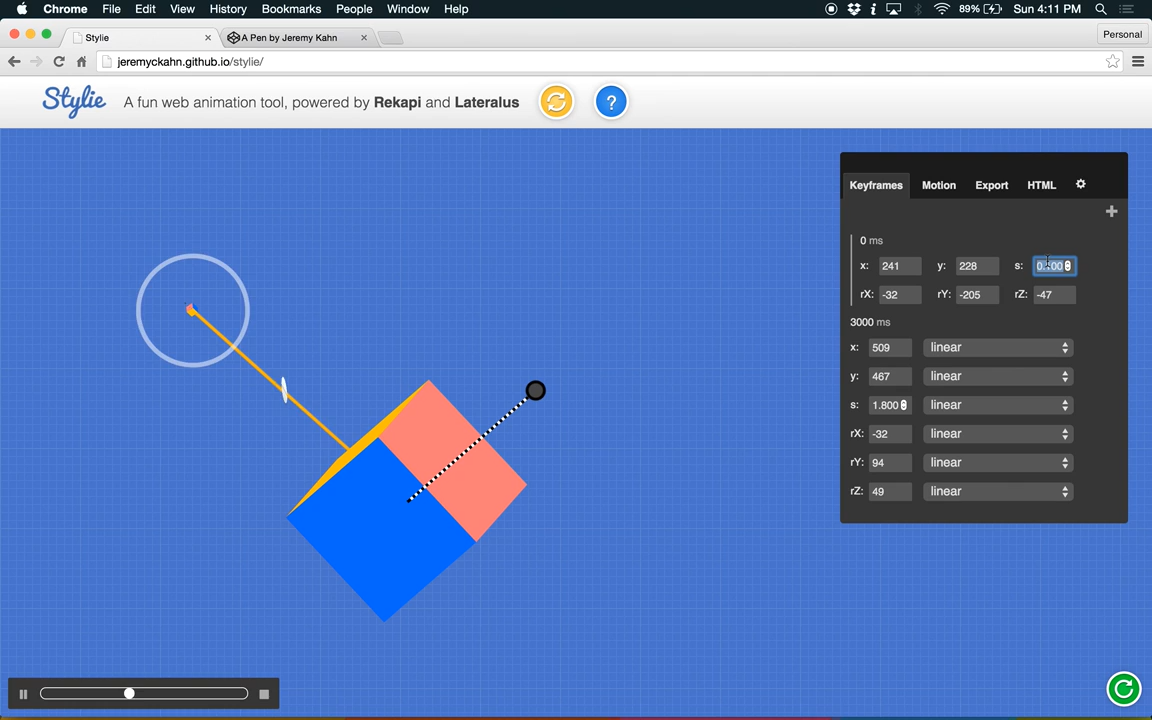 Chrome File Edit View History Bookmarks People Window Help 89% Sun 4:11 PM
Stylie A Pen by Jeremy Kahn Personal
jeremyckahn.github.io/stylie/
Stylie A fun web animation tool, powered by Rekapi and Lateralus ?
Keyframes Motion Export HTML
0 ms
x: 241 y: 228 s:
rX: -32 rY: -205 rZ: -47
3000 ms
x: 509 linear
y: 467 linear
s: 1.800 linear
rX: -32 linear
rY: 94 linear
rZ: 49 linear